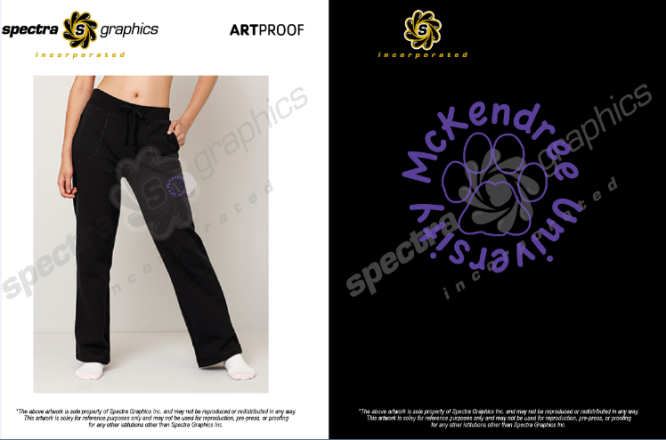 spectra S graphics
incorporated
ARTPROOF
spectra S graphics
incorporated
*The above artwork is sole property of Spectra Graphics Inc. and may not be reproduced or redistributed in any way.
This artwork is soley for reference purposes only and may not be used for reproduction, pre-press, or proofing
for any other istitutions other than Spectra Graphics Inc.
S
incorporated
McKendree
University
spectra S graphics
incorporated
*The above artwork is sole property of Spectra Graphics Inc. and may not be reproduced or redistributed in any way.
This artwork is soley for reference purposes only and may not be used for reproduction, pre-press, or proofing
for any other istitutions other than Spectra Graphics Inc.